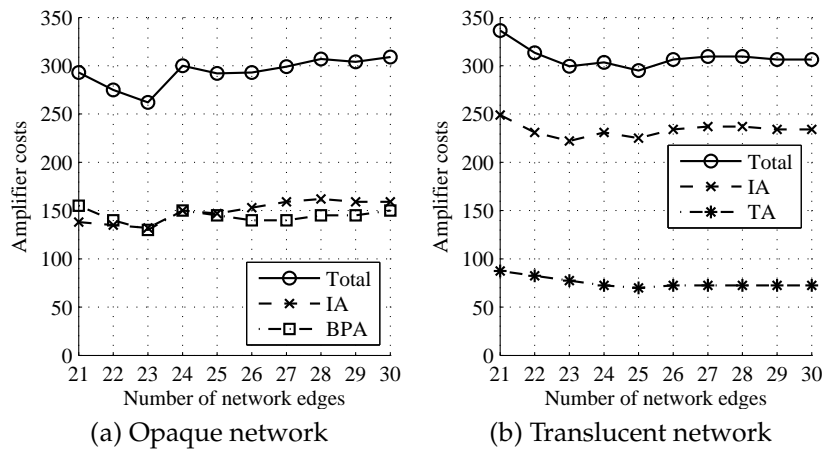 350
300
250
200
150
100
50
0
Amplifier costs
Total
IA
BPA
21 22 23 24 25 26 27 28 29 30
Number of network edges
(a) Opaque network
350
300
250
200
150
100
50
0
Amplifier costs
Total
IA
TA
21 22 23 24 25 26 27 28 29 30
Number of network edges
(b) Translucent network